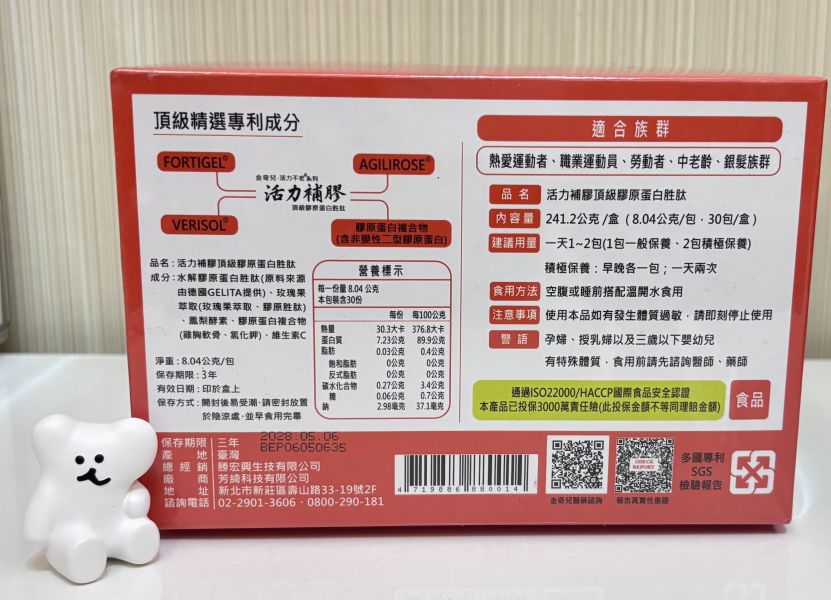 頂級精選專利成分
FORTIGEL®
AGILIROSE®
金奇兒·活力不老®系列
活力補膠
頂級膠原蛋白胜肽
VERISOL®
膠原蛋白複合物
(含非變性二型膠原蛋白)
品名：活力補膠頂級膠原蛋白胜肽
成分：水解膠原蛋白胜肽(原料來源
由德國GELITA提供)、玫瑰果
萃取(玫瑰果萃取、膠原胜肽)
、鳳梨酵素、膠原蛋白複合物
(雞胸軟骨、氯化鉀)、維生素C
淨重：8.04公克/包
保存期限：3年
有效日期：印於盒上
保存方式：開封後易受潮，請密封放置
於陰涼處，並早食用完畢
營養標示
每一份量 8.04 公克
本包裝含30份
每份 每100公克
熱量 30.3大卡 376.8大卡
蛋白質 7.23公克 89.9公克
脂肪 0.03公克 0.4公克
飽和脂肪 0公克 0公克
反式脂肪 0公克 0公克
碳水化合物 0.27公克 3.4公克
糖 0.06公克 0.7公克
鈉 2.98毫克 37.1毫克
適合族群
熱愛運動者、職業運動員、勞動者、中老齡、銀髮族群
品名 活力補膠頂級膠原蛋白胜肽
內容量 241.2公克 /盒（8.04公克/包，30包/盒）
建議用量 一天1~2包(1包一般保養、2包積極保養)
積極保養：早晚各一包；一天兩次
食用方法 空腹或睡前搭配溫開水食用
注意事項 使用本品如有發生體質過敏，請即刻停止使用
警語 孕婦、授乳婦以及三歲以下嬰幼兒
有特殊體質，食用前請先諮詢醫師、藥師
通過ISO22000/HACCP國際食品安全認證
本產品已投保3000萬責任險(此投保金額不等同理賠金額)
食品
保存期限 三年
2028.05.06
BEP06050635
產地 臺灣
總經銷 勝宏興生技有限公司
廠商 芳綺科技有限公司
地址 新北市新莊區壽山路33-19號2F
諮詢電話 02-2901-3606．0800-290-181
4 719886 880014
金奇兒醫藥諮詢
CHECK
REPORT
報告真實性查證
多國專利
SGS
檢驗報告